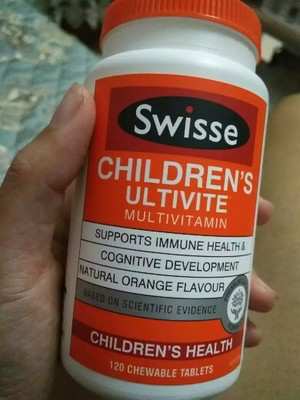 Swisse
CHILDREN'S
ULTIVITE
MULTIVITAMIN
SUPPORTS IMMUNE HEALTH &
COGNITIVE DEVELOPMENT
NATURAL ORANGE FLAVOUR
BASED ON SCIENTIFIC EVIDENCE
CHILDREN'S HEALTH
120 CHEWABLE TABLETS